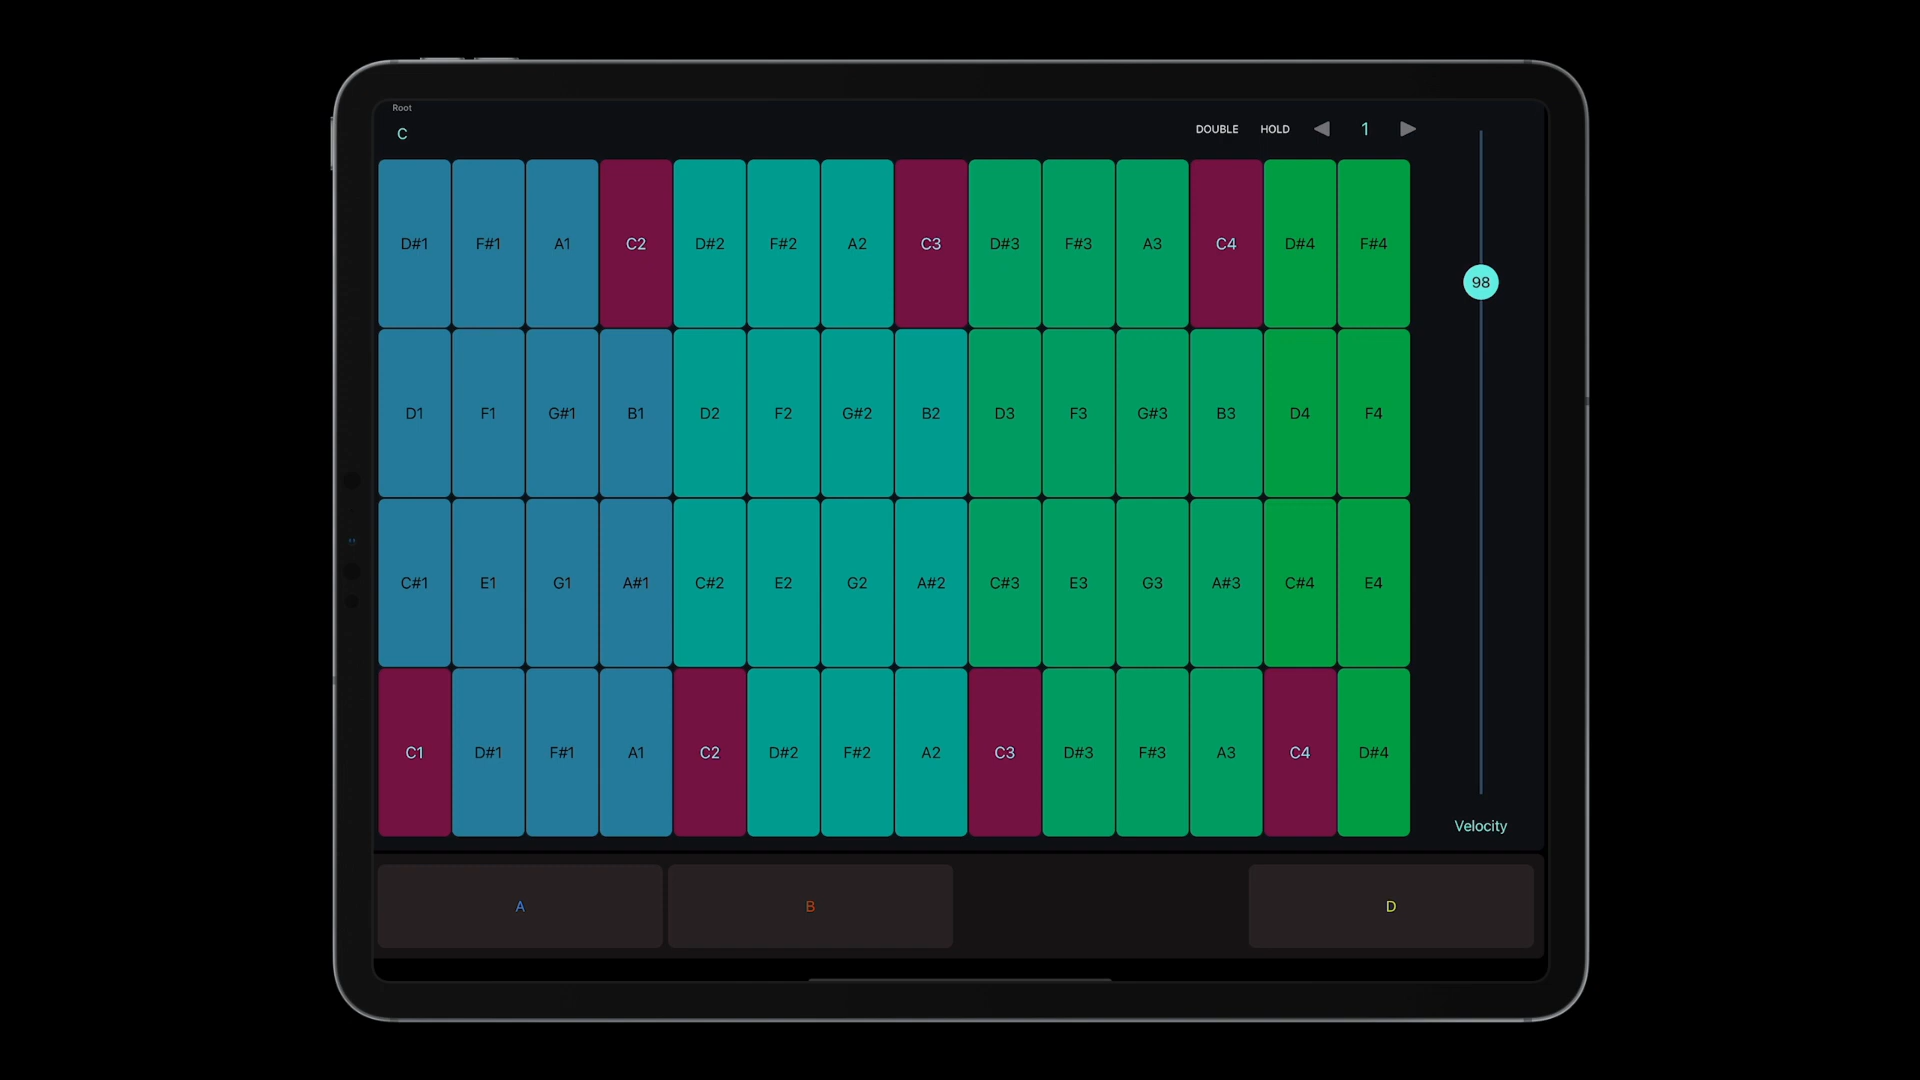 Root
C
DOUBLE HOLD 1
D#1 F#1 A1 C2 D#2 F#2 A2 C3 D#3 F#3 A3 C4 D#4 F#4
98
D1 F1 G#1 B1 D2 F2 G#2 B2 D3 F3 G#3 B3 D4 F4
C#1 E1 G1 A#1 C#2 E2 G2 A#2 C#3 E3 G3 A#3 C#4 E4
C1 D#1 F#1 A1 C2 D#2 F#2 A2 C3 D#3 F#3 A3 C4 D#4
Velocity
A B D